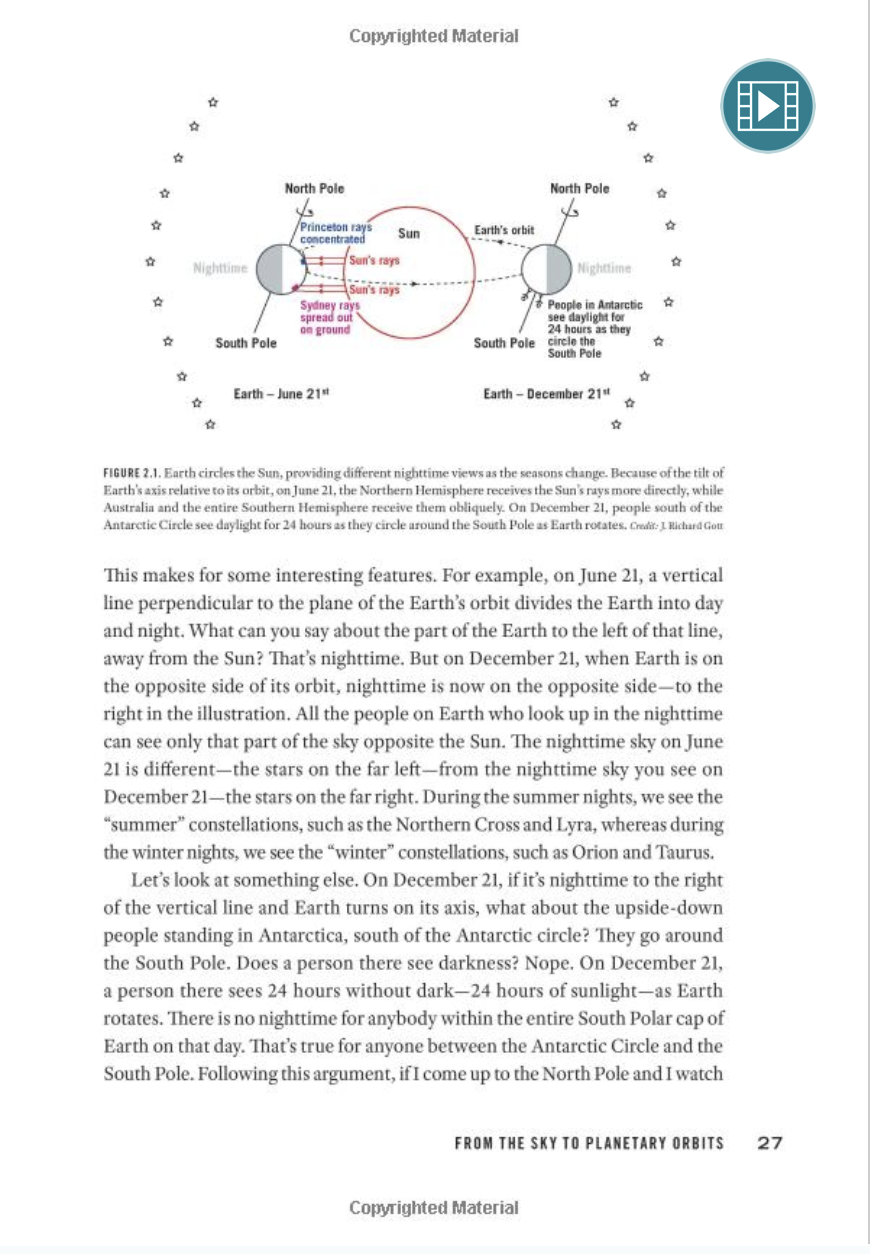 Copyrighted Material
North Pole
North Pole
Princeton rays
concentrated
Sun
Earth's orbit
Nighttime
Sun's rays
Nighttime
Sun's rays
Sydney rays
spread out
on ground
People in Antarctic
see daylight for
24 hours as they
circle the
South Pole
South Pole
South Pole
Earth – June 21st
Earth – December 21st
FIGURE 2.1. Earth circles the Sun, providing different nighttime views as the seasons change. Because of the tilt of
Earth's axis relative to its orbit, on June 21, the Northern Hemisphere receives the Sun's rays more directly, while
Australia and the entire Southern Hemisphere receive them obliquely. On December 21, people south of the
Antarctic Circle see daylight for 24 hours as they circle around the South Pole as Earth rotates. Credit: J. Richard Gott
This makes for some interesting features. For example, on June 21, a vertical
line perpendicular to the plane of the Earth's orbit divides the Earth into day
and night. What can you say about the part of the Earth to the left of that line,
away from the Sun? That's nighttime. But on December 21, when Earth is on
the opposite side of its orbit, nighttime is now on the opposite side—to the
right in the illustration. All the people on Earth who look up in the nighttime
can see only that part of the sky opposite the Sun. The nighttime sky on June
21 is different—the stars on the far left—from the nighttime sky you see on
December 21—the stars on the far right. During the summer nights, we see the
“summer” constellations, such as the Northern Cross and Lyra, whereas during
the winter nights, we see the “winter” constellations, such as Orion and Taurus.
Let's look at something else. On December 21, if it's nighttime to the right
of the vertical line and Earth turns on its axis, what about the upside-down
people standing in Antarctica, south of the Antarctic circle? They go around
the South Pole. Does a person there see darkness? Nope. On December 21,
a person there sees 24 hours without dark—24 hours of sunlight—as Earth
rotates. There is no nighttime for anybody within the entire South Polar cap of
Earth on that day. That's true for anyone between the Antarctic Circle and the
South Pole. Following this argument, if I come up to the North Pole and I watch
FROM THE SKY TO PLANETARY ORBITS 27
Copyrighted Material